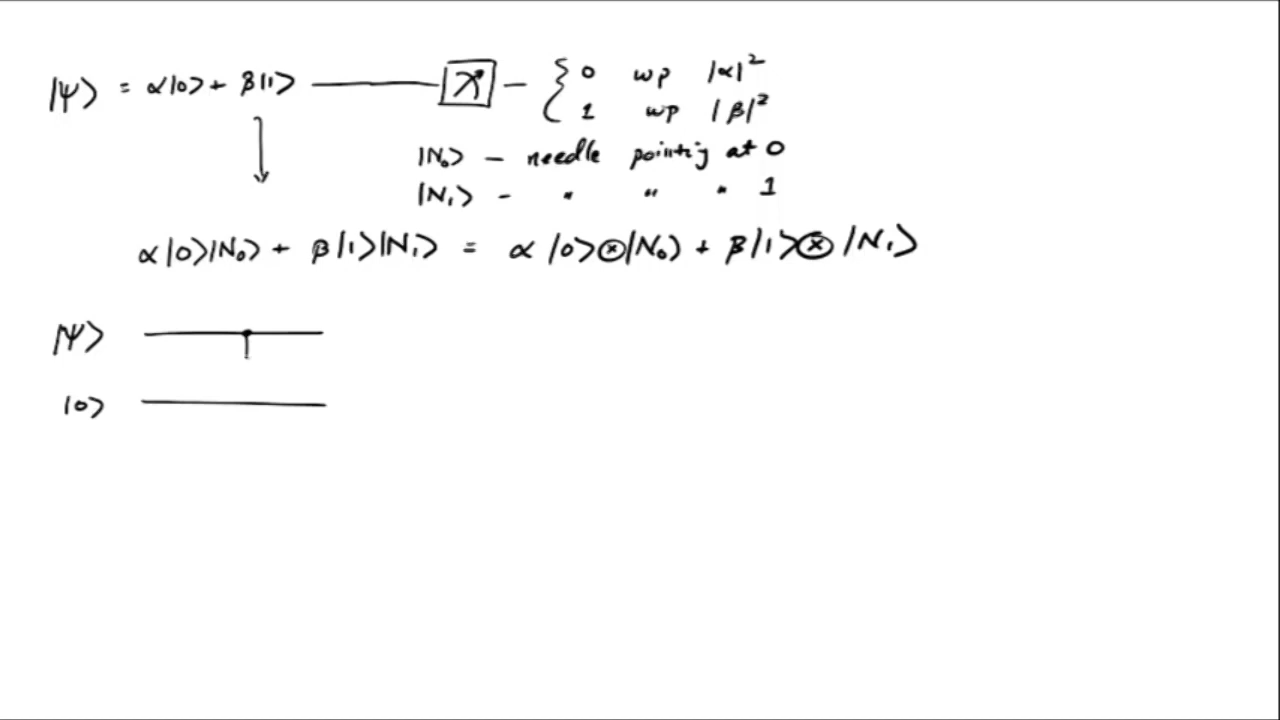 |Ψ⟩ = α|0⟩ + β|1⟩ { 0 wp |α|²
1 wp |β|²
|N₀⟩ – needle pointing at 0
|N₁⟩ – " " " 1
α|0⟩|N₀⟩ + β|1⟩|N₁⟩ = α|0⟩⊗|N₀⟩ + β|1⟩⊗|N₁⟩
|Ψ⟩
|0⟩